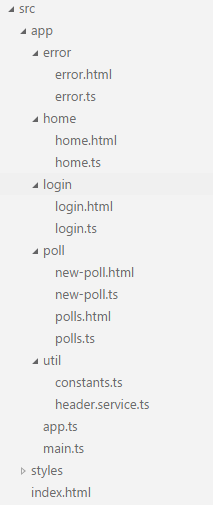 src
app
error
error.html
error.ts
home
home.html
home.ts
login
login.html
login.ts
poll
new-poll.html
new-poll.ts
polls.html
polls.ts
util
constants.ts
header.service.ts
app.ts
main.ts
styles
index.html